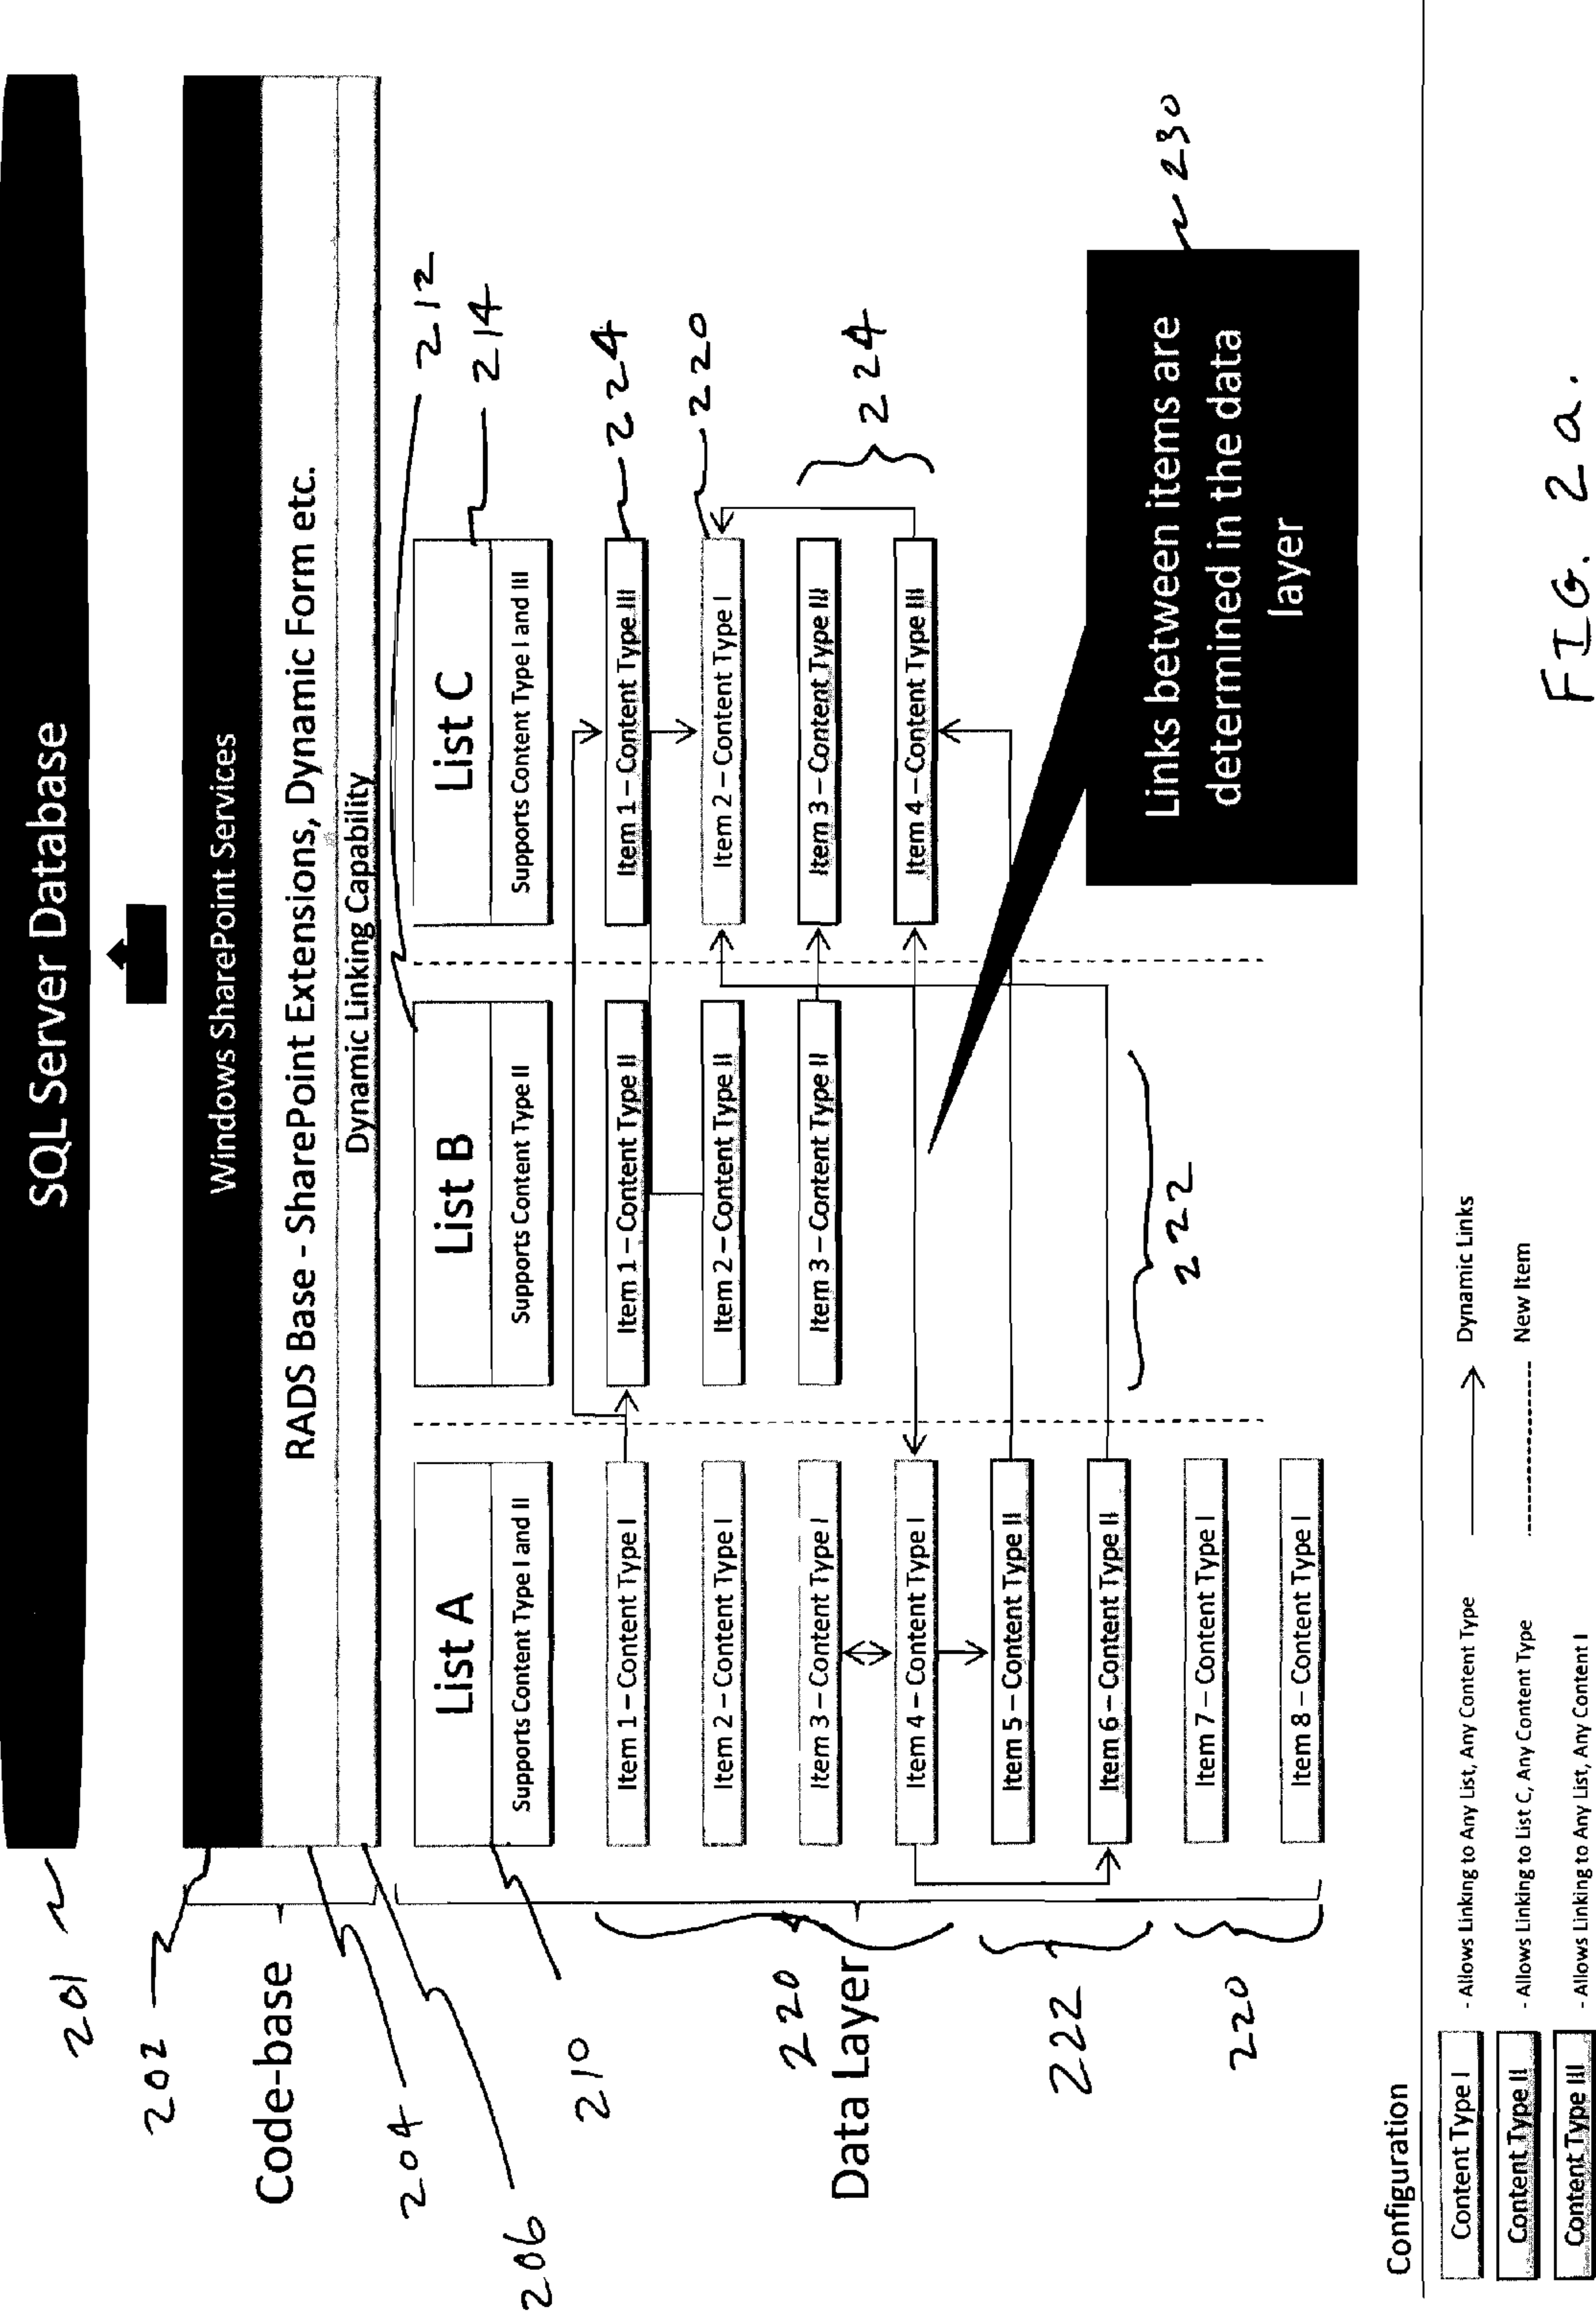 SQL Server Database
201
Windows SharePoint Services
202
RADS Base - SharePoint Extensions, Dynamic Form etc.
Dynamic Linking Capability
Code-base
204
206
212
214
210
List A
Supports Content Type I and II
List B
Supports Content Type II
List C
Supports Content Type I and III
Item 1 – Content Type I
Item 1 – Content Type II
Item 1 – Content Type III
224
Item 2 – Content Type I
Item 2 – Content Type II
Item 2 – Content Type I
220
Item 3 – Content Type I
Item 3 – Content Type II
Item 3 – Content Type III
224
Item 4 – Content Type I
Item 4 – Content Type III
220
Data Layer
Item 5 – Content Type II
Item 6 – Content Type II
222
222
Item 7 – Content Type I
Item 8 – Content Type I
220
Links between items are
determined in the data
layer
230
Configuration
Content Type I
- Allows Linking to Any List, Any Content Type
Dynamic Links
Content Type II
- Allows Linking to List C, Any Content Type
New Item
Content Type III
- Allows Linking to Any List, Any Content I
FIG. 2a.